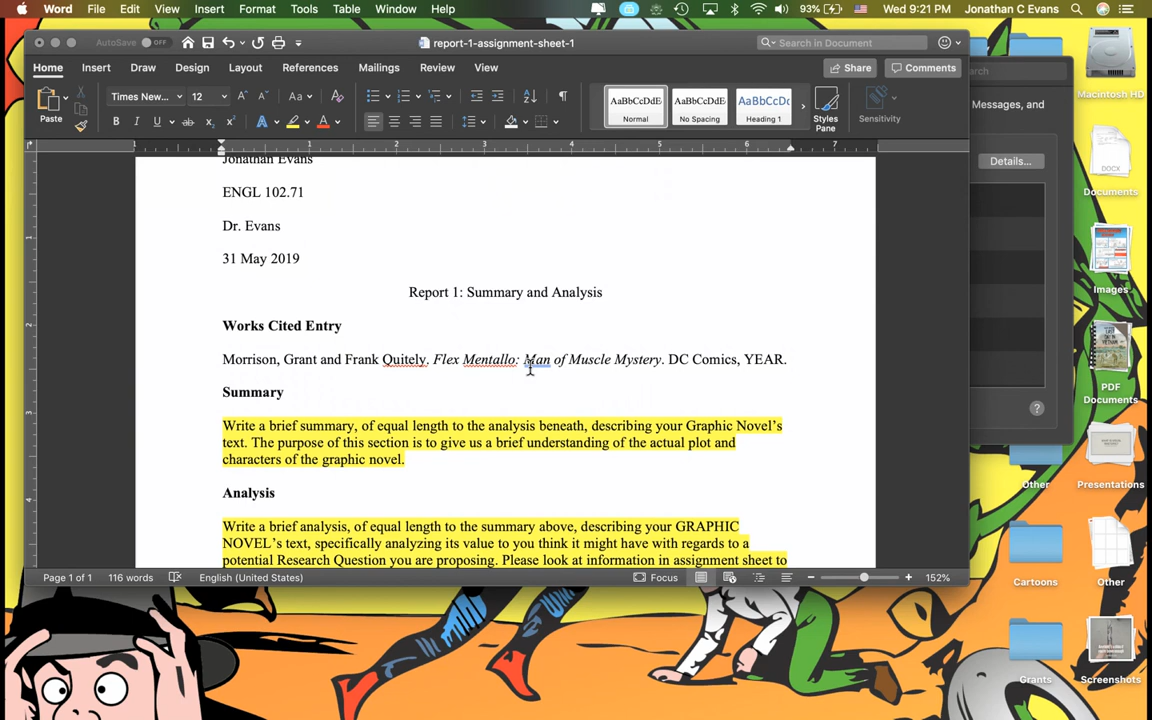 Word File Edit View Insert Format Tools Table Window Help 93% Wed 9:21 PM Jonathan C Evans
AutoSave OFF report-1-assignment-sheet-1 Search in Document
Home Insert Draw Design Layout References Mailings Review View Share Comments
Paste Times New... 12 Aa AaBbCcDdE Normal AaBbCcDdE No Spacing AaBbCcDc Heading 1 Styles Pane Sensitivity
1 1 2 3 4 5 6 7
Jonathan Evans
ENGL 102.71
Dr. Evans
31 May 2019
Report 1: Summary and Analysis
Works Cited Entry
Morrison, Grant and Frank Quitely. Flex Mentallo: Man of Muscle Mystery. DC Comics, YEAR.
Summary
Write a brief summary, of equal length to the analysis beneath, describing your Graphic Novel's
text. The purpose of this section is to give us a brief understanding of the actual plot and
characters of the graphic novel.
Analysis
Write a brief analysis, of equal length to the summary above, describing your GRAPHIC
NOVEL's text, specifically analyzing its value to you think it might have with regards to a
potential Research Question you are proposing. Please look at information in assignment sheet to
Page 1 of 1 116 words English (United States) Focus 152%
Messages, and
Details...
Macintosh HD
DOCX
Documents
Images
PDF
Documents
Other
Presentations
Cartoons
Other
Grants
Screenshots